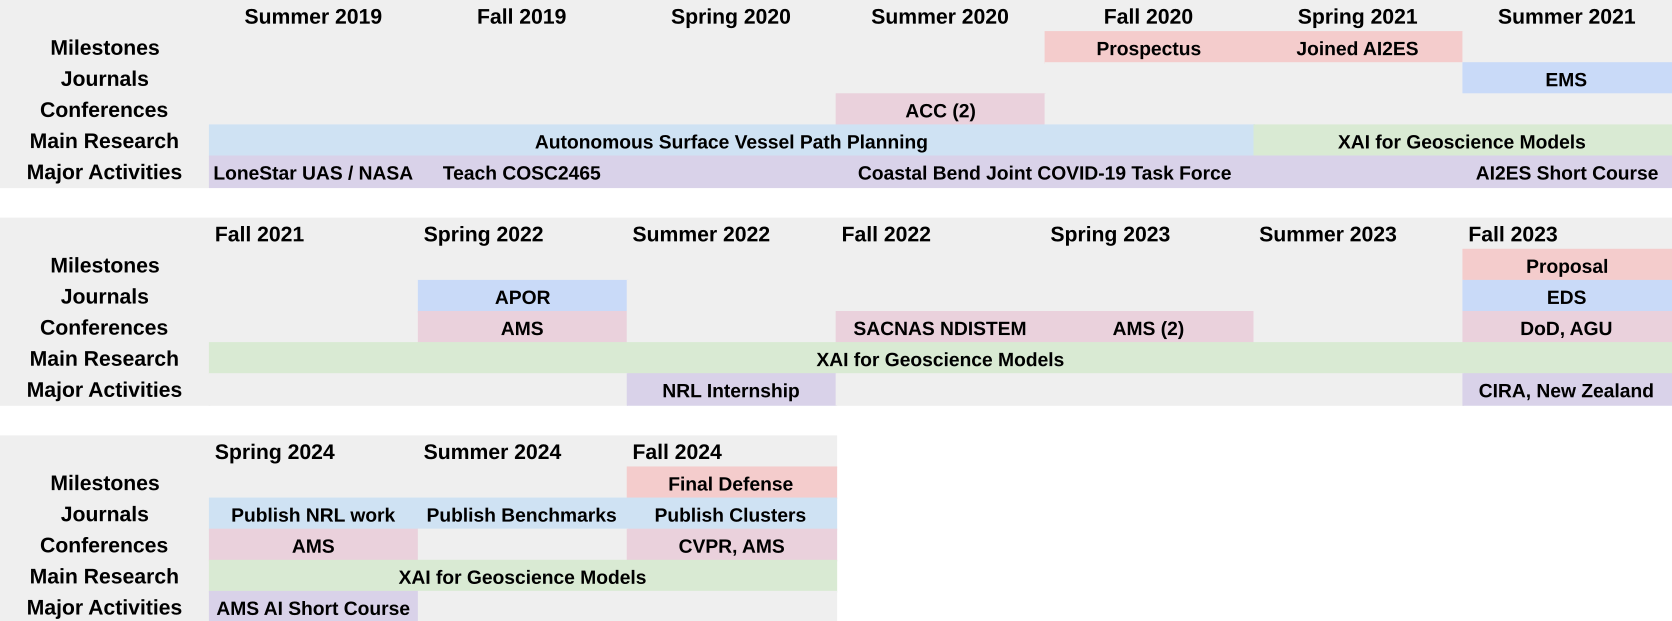 Summer 2019 Fall 2019 Spring 2020 Summer 2020 Fall 2020 Spring 2021 Summer 2021
Milestones Prospectus Joined AI2ES
Journals EMS
Conferences ACC (2)
Main Research Autonomous Surface Vessel Path Planning XAI for Geoscience Models
Major Activities LoneStar UAS / NASA Teach COSC2465 Coastal Bend Joint COVID-19 Task Force AI2ES Short Course
Fall 2021 Spring 2022 Summer 2022 Fall 2022 Spring 2023 Summer 2023 Fall 2023
Milestones Proposal
Journals APOR EDS
Conferences AMS SACNAS NDISTEM AMS (2) DoD, AGU
Main Research XAI for Geoscience Models
Major Activities NRL Internship CIRA, New Zealand
Spring 2024 Summer 2024 Fall 2024
Milestones Final Defense
Journals Publish NRL work Publish Benchmarks Publish Clusters
Conferences AMS CVPR, AMS
Main Research XAI for Geoscience Models
Major Activities AMS AI Short Course